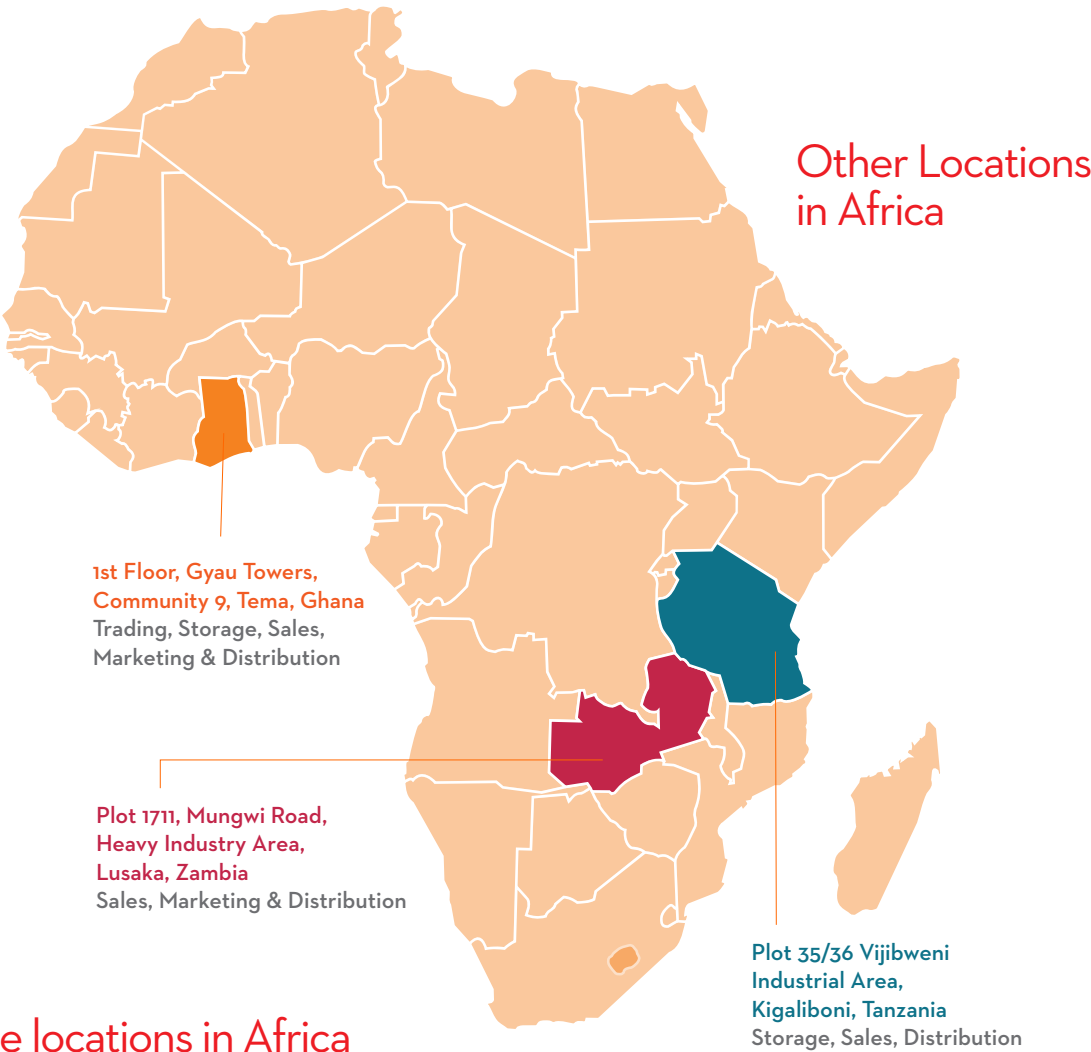 Other Locations
in Africa
1st Floor, Gyau Towers,
Community 9, Tema, Ghana
Trading, Storage, Sales,
Marketing & Distribution
Plot 1711, Mungwi Road,
Heavy Industry Area,
Lusaka, Zambia
Sales, Marketing & Distribution
Plot 35/36 Vijibweni
Industrial Area,
Kigaliboni, Tanzania
Storage, Sales, Distribution
locations in Africa